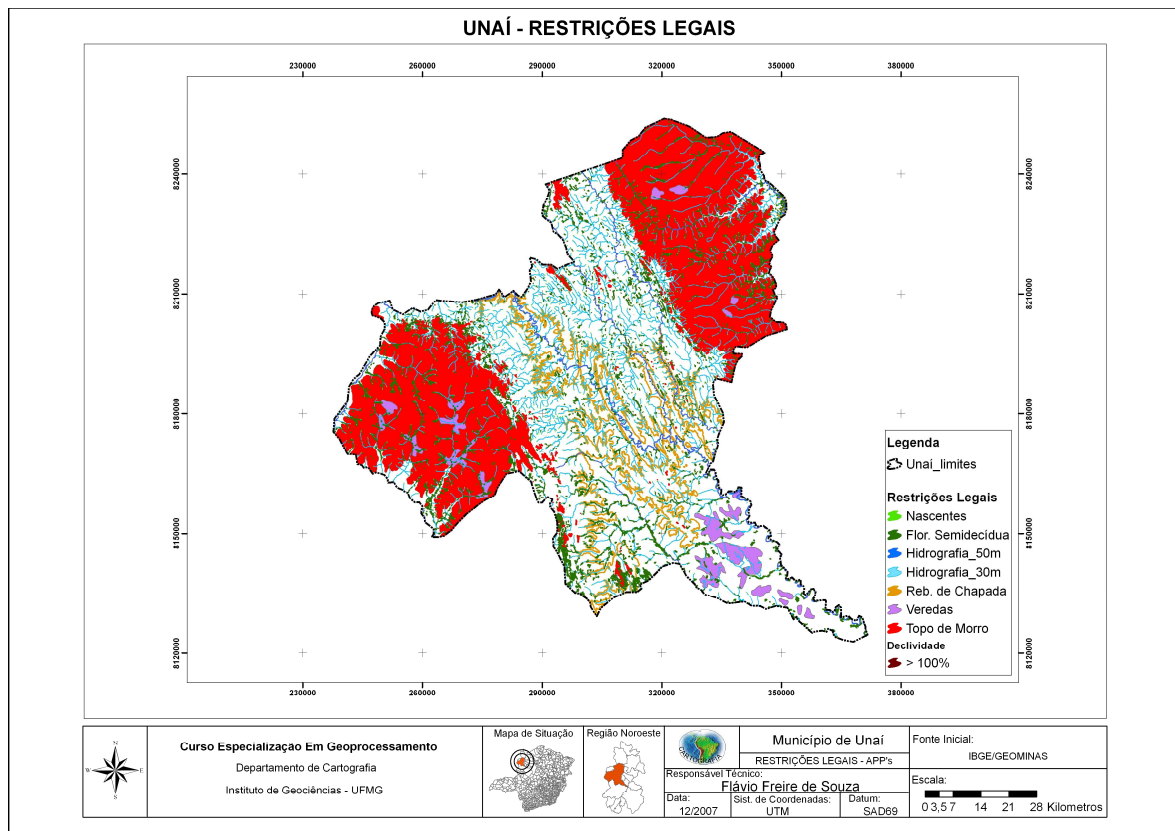 UNAÍ - RESTRIÇÕES LEGAIS
230000 260000 290000 320000 350000 380000
8240000 8240000
8210000 8210000
8180000 8180000
8150000 8150000
8120000 8120000
230000 260000 290000 320000 350000 380000
Legenda
Unaí_limites
Restrições Legais
Nascentes
Flor. Semidecídua
Hidrografia_50m
Hidrografia_30m
Reb. de Chapada
Veredas
Topo de Morro
Declividade
> 100%
N
W E
S
Curso Especialização Em Geoprocessamento
Departamento de Cartografia
Instituto de Geociências - UFMG
Mapa de Situação
Região Noroeste
CARTOGRAFIA
Município de Unaí
RESTRIÇÕES LEGAIS - APP's
Responsável Técnico:
Flávio Freire de Souza
Data:
12/2007
Sist. de Coordenadas:
UTM
Datum:
SAD69
Fonte Inicial:
IBGE/GEOMINAS
Escala:
0 3,5 7 14 21 28 Kilometros